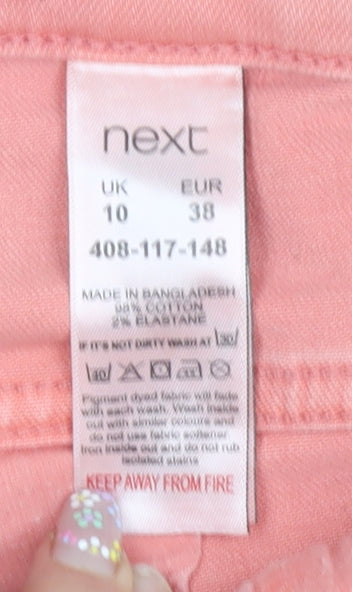 next
UK EUR
10 38
408-117-148
MADE IN BANGLADESH
98% COTTON
2% ELASTANE
IF IT'S NOT DIRTY WASH AT 30
40
Pigment dyed fabric will fade
with each wash. Wash inside
out with similar colours and
do not use fabric softener.
Iron inside out and do not rub
isolated stains
KEEP AWAY FROM FIRE